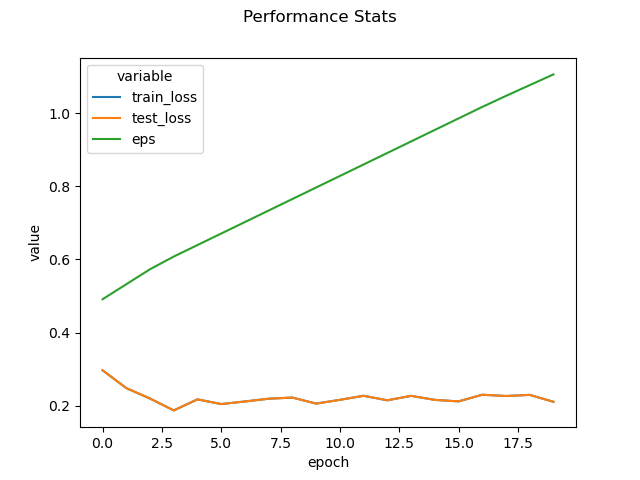 Performance Stats
variable
train_loss
test_loss
eps
value
1.0
0.8
0.6
0.4
0.2
0.0 2.5 5.0 7.5 10.0 12.5 15.0 17.5
epoch